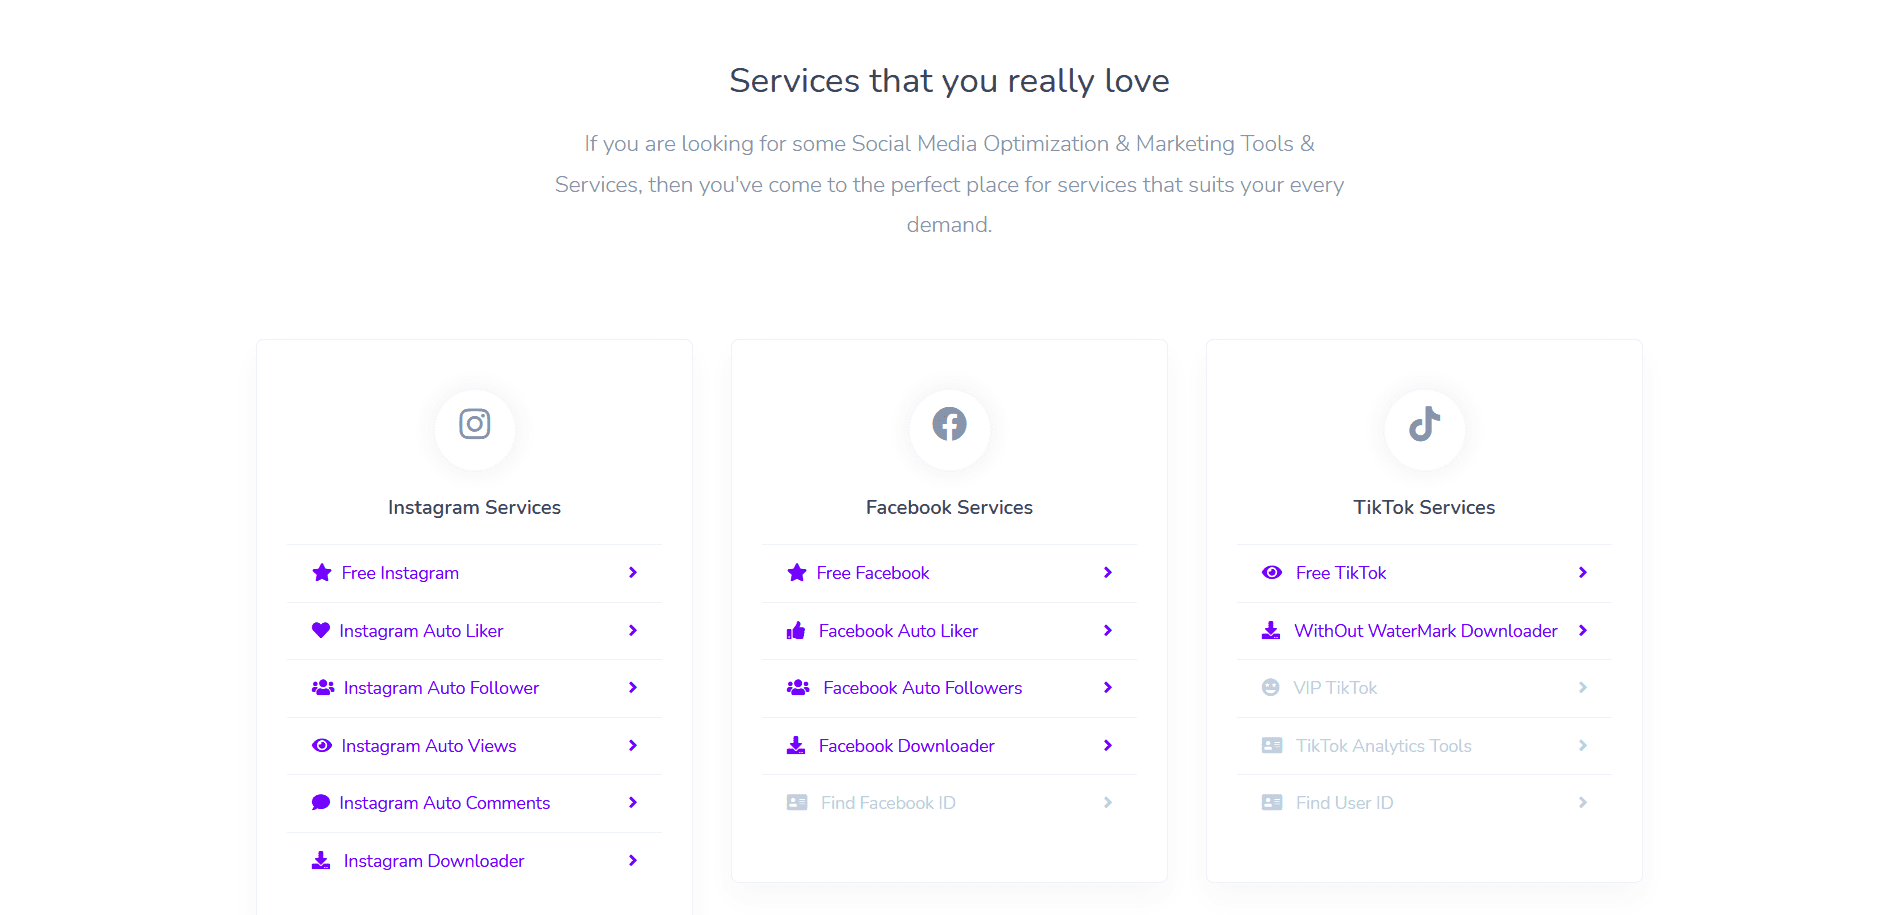 Services that you really love
If you are looking for some Social Media Optimization & Marketing Tools &
Services, then you've come to the perfect place for services that suits your every
demand.
Instagram Services
Free Instagram
Instagram Auto Liker
Instagram Auto Follower
Instagram Auto Views
Instagram Auto Comments
Instagram Downloader
Facebook Services
Free Facebook
Facebook Auto Liker
Facebook Auto Followers
Facebook Downloader
Find Facebook ID
TikTok Services
Free TikTok
WithOut WaterMark Downloader
VIP TikTok
TikTok Analytics Tools
Find User ID